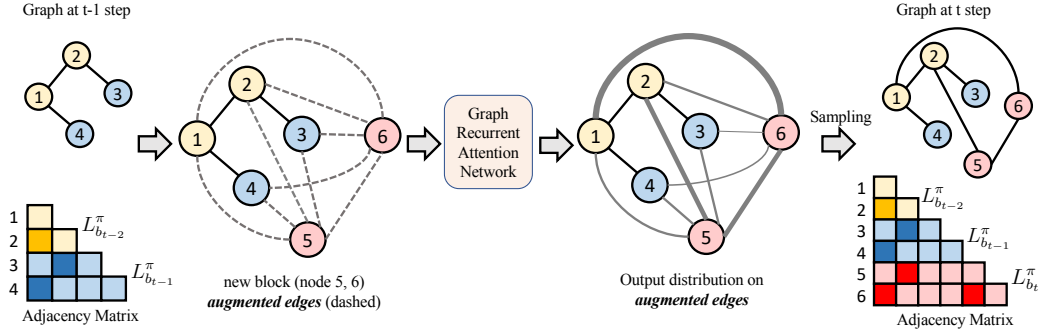 Graph at t-1 step
2
1
3
4
1
2
3
4
L^π_{b_{t-2}}
L^π_{b_{t-1}}
Adjacency Matrix
2
1
3
6
4
5
new block (node 5, 6)
augmented edges (dashed)
Graph
Recurrent
Attention
Network
2
1
3
6
4
5
Output distribution on
augmented edges
Sampling
Graph at t step
2
1
3
6
4
5
1
2
3
4
5
6
L^π_{b_{t-2}}
L^π_{b_{t-1}}
L^π_{b_t}
Adjacency Matrix